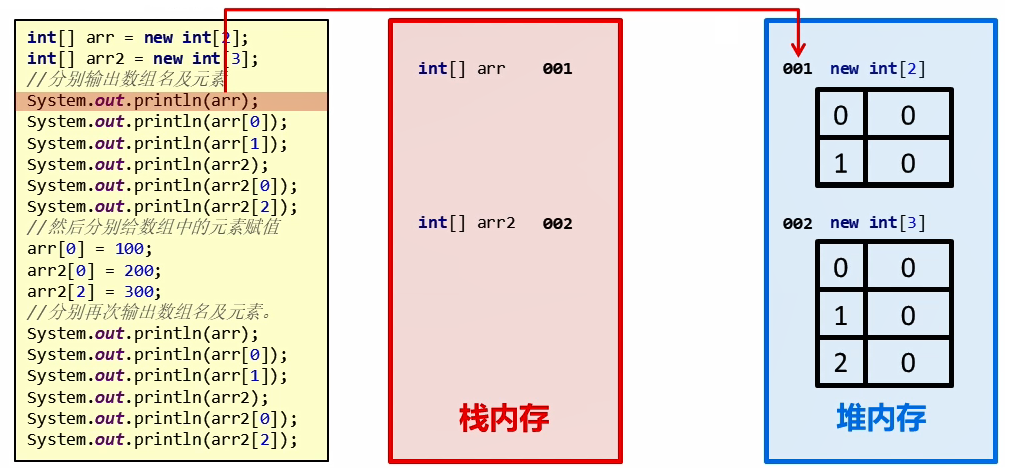 int[] arr = new int[2];
int[] arr2 = new int[3];
//分别输出数组名及元素
System.out.println(arr);
System.out.println(arr[0]);
System.out.println(arr[1]);
System.out.println(arr2);
System.out.println(arr2[0]);
System.out.println(arr2[2]);
//然后分别给数组中的元素赋值
arr[0] = 100;
arr2[0] = 200;
arr2[2] = 300;
//分别再次输出数组名及元素。
System.out.println(arr);
System.out.println(arr[0]);
System.out.println(arr[1]);
System.out.println(arr2);
System.out.println(arr2[0]);
System.out.println(arr2[2]);
int[] arr 001
int[] arr2 002
栈内存
001 new int[2]
0 0
1 0
002 new int[3]
0 0
1 0
2 0
堆内存